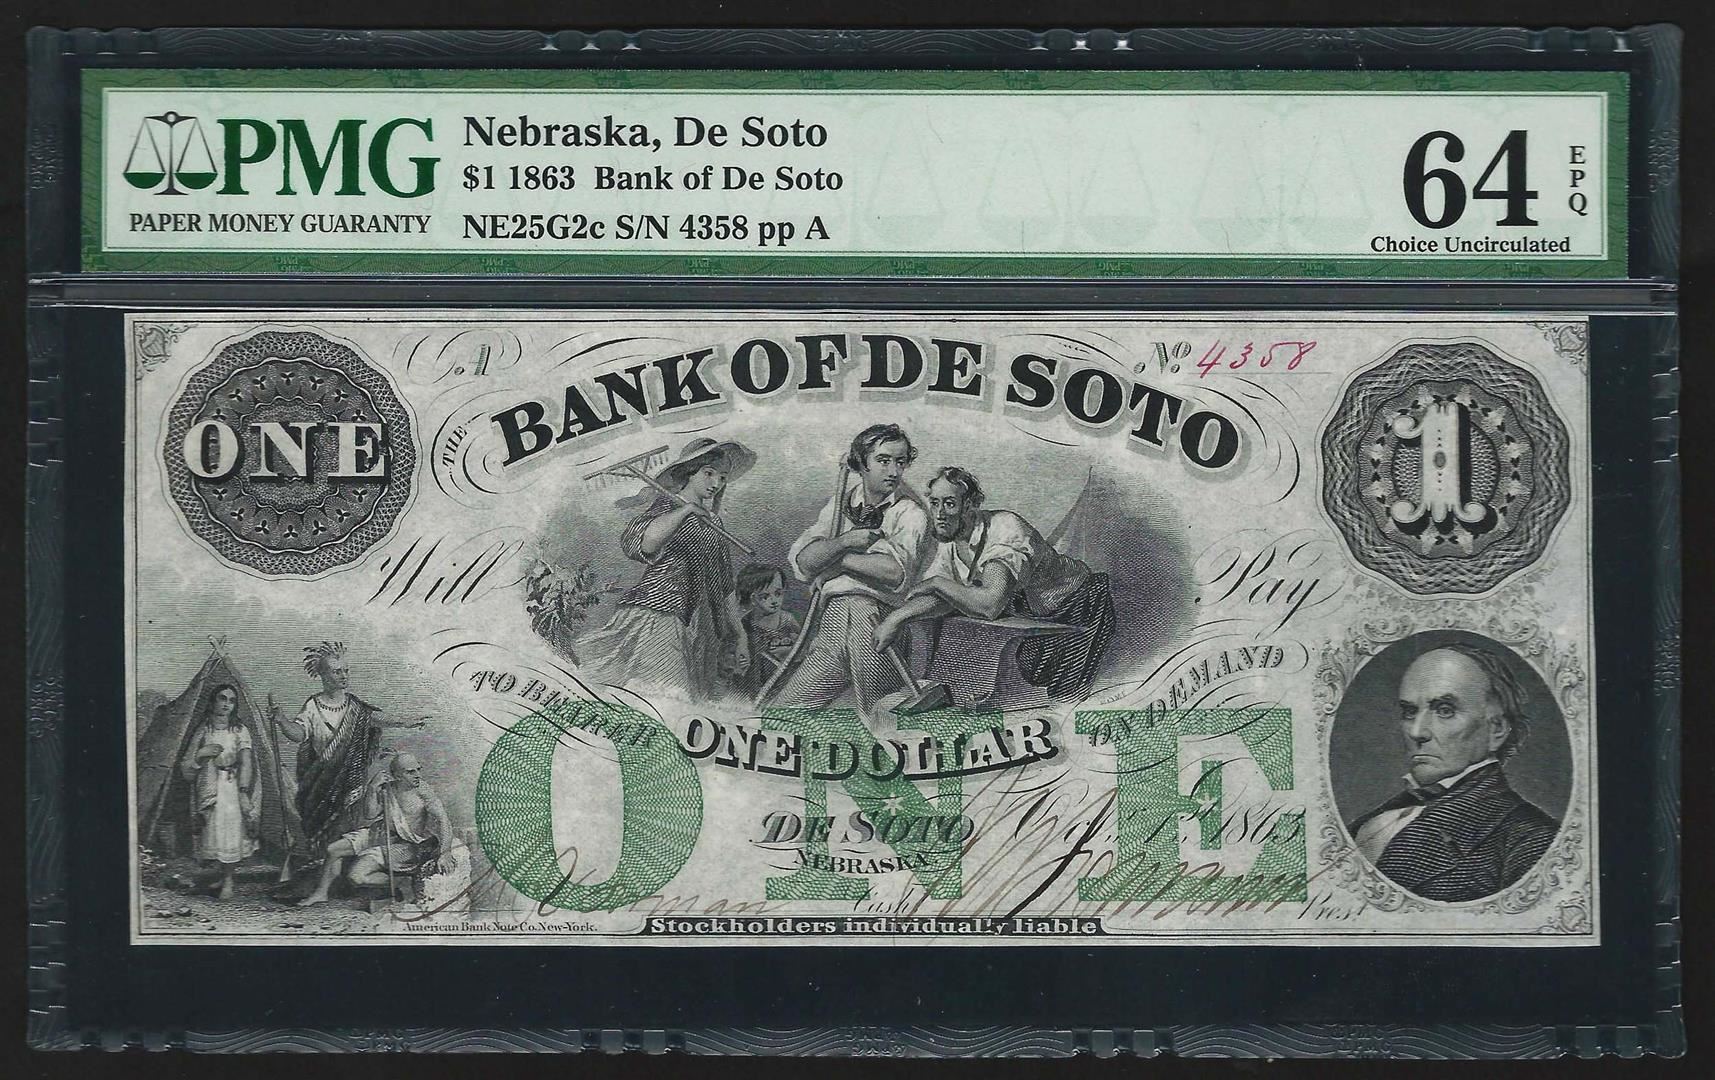 PMG
PAPER MONEY GUARANTY
Nebraska, De Soto
$1 1863 Bank of De Soto
NE25G2c S/N 4358 pp A
64
EPQ
Choice Uncirculated
A
No. 4358
THE
BANK OF DE SOTO
ONE
1
Will Pay
TO BEARER
ON DEMAND
ONE DOLLAR
ONE
DE SOTO
1st 1863
NEBRASKA
Cash
Prest
American Bank Note Co. New-York.
Stockholders individually liable